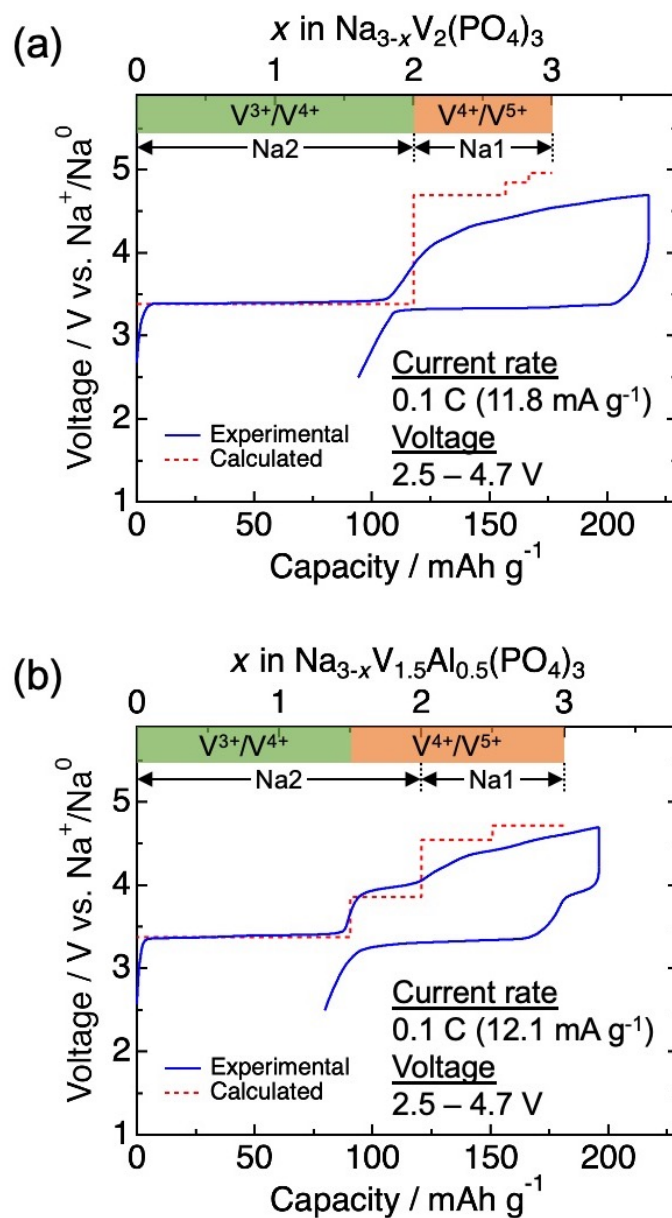 (a)
x in Na3-xV2(PO4)3
0 1 2 3
V3+/V4+ V4+/V5+
Na2 Na1
Voltage / V vs. Na+/Na0
5
4
3
2
1
Current rate
0.1 C (11.8 mA g-1)
Voltage
2.5 – 4.7 V
Experimental
Calculated
0 50 100 150 200
Capacity / mAh g-1
(b)
x in Na3-xV1.5Al0.5(PO4)3
0 1 2 3
V3+/V4+ V4+/V5+
Na2 Na1
Voltage / V vs. Na+/Na0
5
4
3
2
1
Current rate
0.1 C (12.1 mA g-1)
Voltage
2.5 – 4.7 V
Experimental
Calculated
0 50 100 150 200
Capacity / mAh g-1